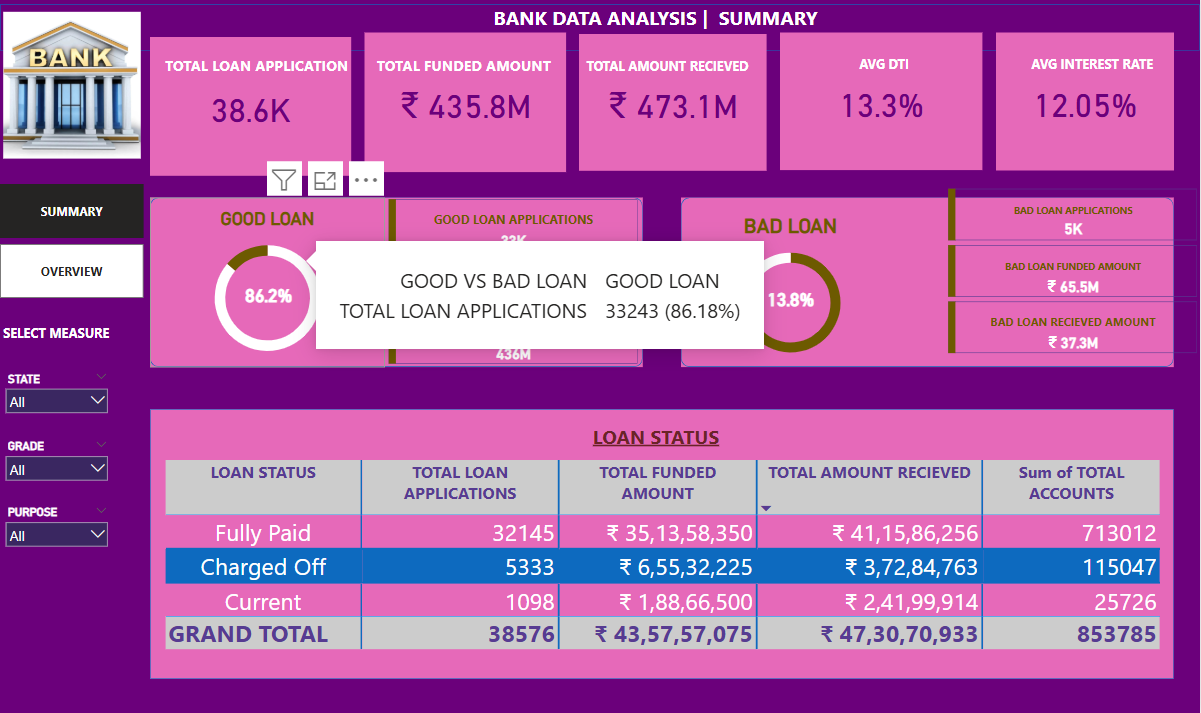 BANK DATA ANALYSIS | SUMMARY
BANK
TOTAL LOAN APPLICATION
38.6K
TOTAL FUNDED AMOUNT
₹ 435.8M
TOTAL AMOUNT RECIEVED
₹ 473.1M
AVG DTI
13.3%
AVG INTEREST RATE
12.05%
SUMMARY
OVERVIEW
SELECT MEASURE
STATE
All
GRADE
All
PURPOSE
All
GOOD LOAN
86.2%
GOOD LOAN APPLICATIONS
33K
436M
GOOD VS BAD LOAN GOOD LOAN
TOTAL LOAN APPLICATIONS 33243 (86.18%)
BAD LOAN
13.8%
BAD LOAN APPLICATIONS
5K
BAD LOAN FUNDED AMOUNT
₹ 65.5M
BAD LOAN RECIEVED AMOUNT
₹ 37.3M
LOAN STATUS
LOAN STATUS TOTAL LOAN APPLICATIONS TOTAL FUNDED AMOUNT TOTAL AMOUNT RECIEVED Sum of TOTAL ACCOUNTS
Fully Paid 32145 ₹ 35,13,58,350 ₹ 41,15,86,256 713012
Charged Off 5333 ₹ 6,55,32,225 ₹ 3,72,84,763 115047
Current 1098 ₹ 1,88,66,500 ₹ 2,41,99,914 25726
GRAND TOTAL 38576 ₹ 43,57,57,075 ₹ 47,30,70,933 853785